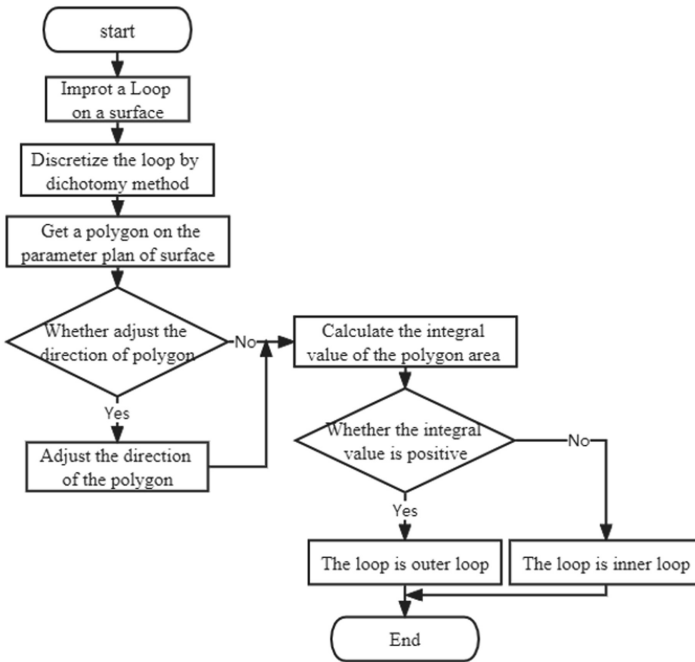 start
Improt a Loop
on a surface
Discretize the loop by
dichotomy method
Get a polygon on the
parameter plan of surface
Whether adjust the
direction of polygon
No
Yes
Adjust the direction
of the polygon
Calculate the integral
value of the polygon area
Whether the integral
value is positive
No
Yes
The loop is outer loop
The loop is inner loop
End